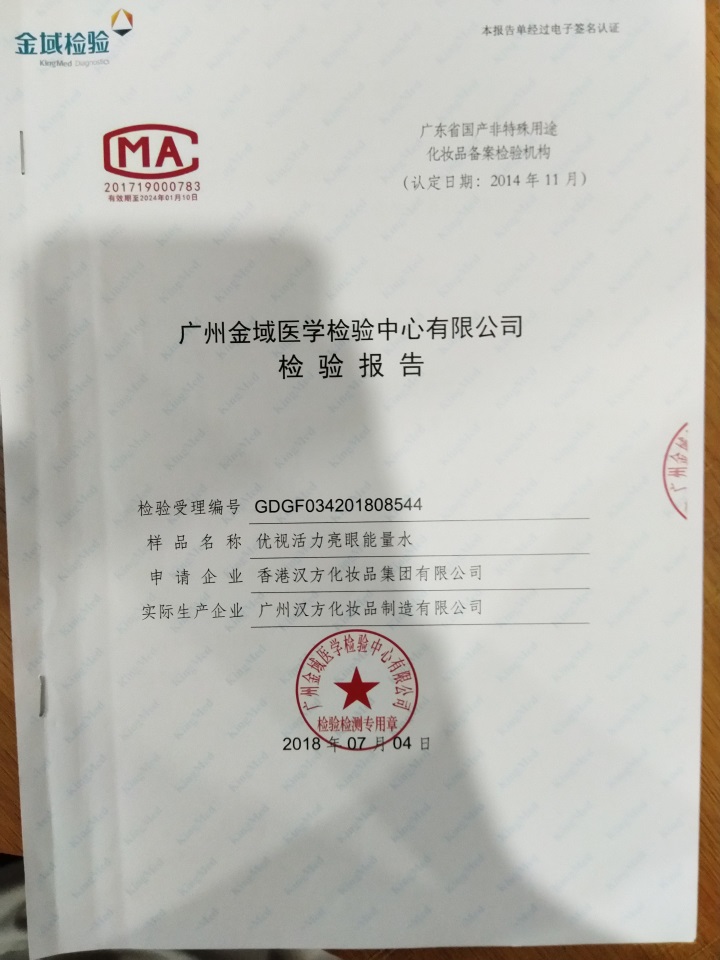 金域检验
KingMed Diagnostics
本报告单经过电子签名认证
MA
201719000783
有效期至2024年01月10日
广东省国产非特殊用途
化妆品备案检验机构
（认定日期：2014 年 11 月）
广州金域医学检验中心有限公司
检 验 报 告
检验受理编号 GDGF034201808544
样 品 名 称 优视活力亮眼能量水
申 请 企 业 香港汉方化妆品集团有限公司
实际生产企业 广州汉方化妆品制造有限公司
广州金域医学检验中心有限公司
检验检测专用章
2018 年 07 月 04 日
广州金域